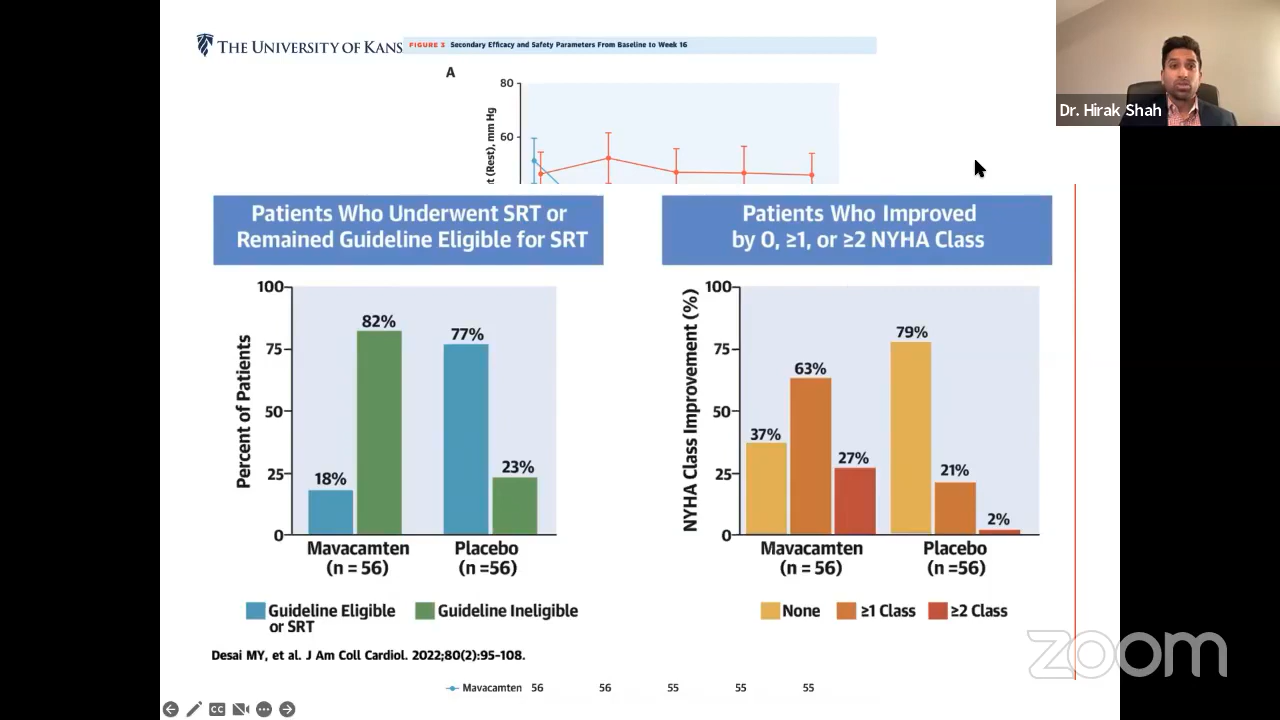 THE UNIVERSITY OF KANS
FIGURE 3 Secondary Efficacy and Safety Parameters From Baseline to Week 16
Dr. Hirak Shah
A
80
60
t (Rest), mm Hg
Patients Who Underwent SRT or
Remained Guideline Eligible for SRT
100
75
50
25
0
Percent of Patients
18%
82%
77%
23%
Mavacamten
(n = 56)
Placebo
(n =56)
Guideline Eligible
or SRT
Guideline Ineligible
Patients Who Improved
by 0, ≥1, or ≥2 NYHA Class
100
75
50
25
0
NYHA Class Improvement (%)
37%
63%
27%
79%
21%
2%
Mavacamten
(n = 56)
Placebo
(n =56)
None
≥1 Class
≥2 Class
Desai MY, et al. J Am Coll Cardiol. 2022;80(2):95-108.
Mavacamten 56 56 55 55 55
CC
zoom